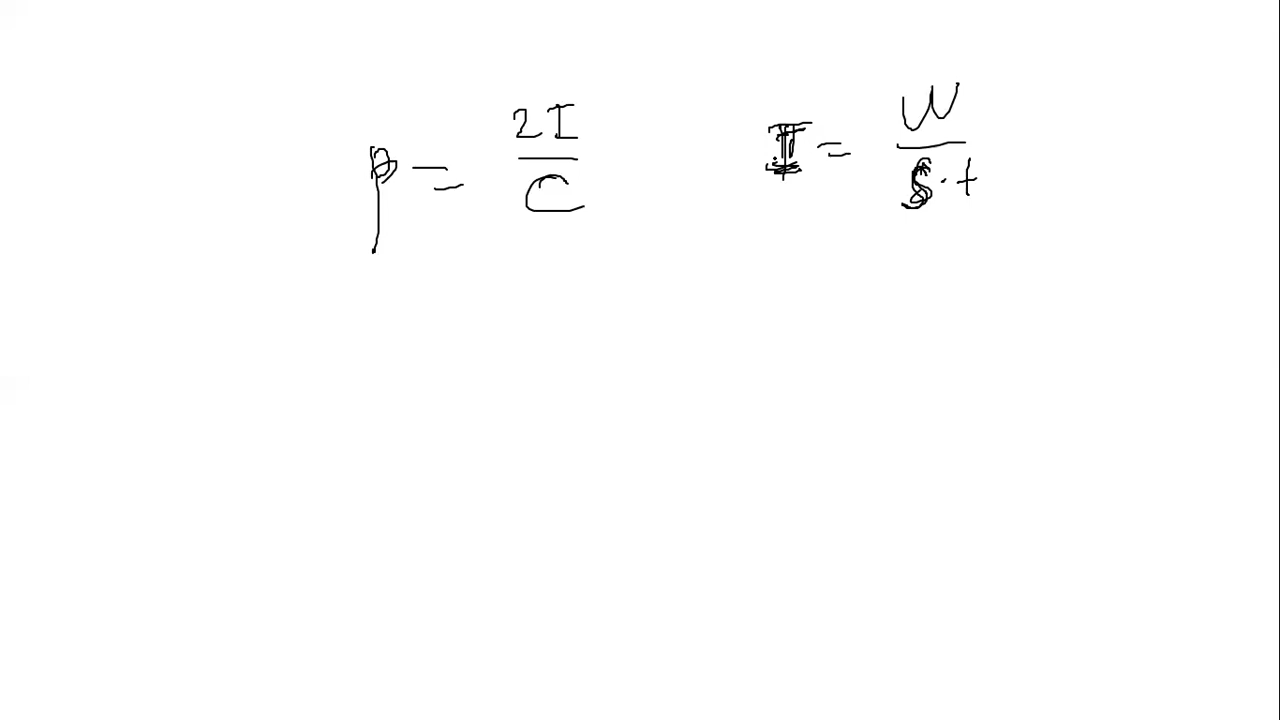 p = 2I / C    I = W / S · t